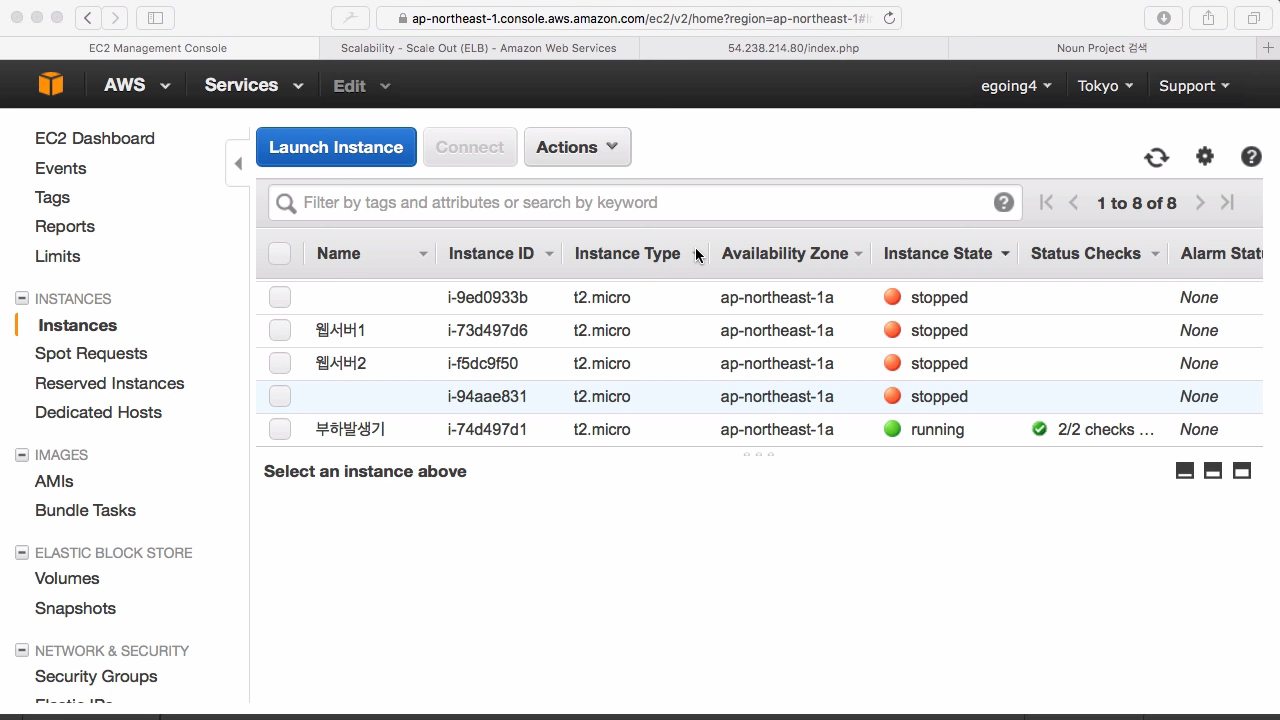 ap-northeast-1.console.aws.amazon.com/ec2/v2/home?region=ap-northeast-1#
EC2 Management Console
Scalability - Scale Out (ELB) - Amazon Web Services
54.238.214.80/index.php
Noun Project 검색
AWS
Services
Edit
egoing4
Tokyo
Support
EC2 Dashboard
Events
Tags
Reports
Limits
INSTANCES
Instances
Spot Requests
Reserved Instances
Dedicated Hosts
IMAGES
AMIs
Bundle Tasks
ELASTIC BLOCK STORE
Volumes
Snapshots
NETWORK & SECURITY
Security Groups
Elastic IPs
Launch Instance
Connect
Actions
Filter by tags and attributes or search by keyword
1 to 8 of 8
Name Instance ID Instance Type Availability Zone Instance State Status Checks Alarm Statu
i-9ed0933b t2.micro ap-northeast-1a stopped None
웹서버1 i-73d497d6 t2.micro ap-northeast-1a stopped None
웹서버2 i-f5dc9f50 t2.micro ap-northeast-1a stopped None
i-94aae831 t2.micro ap-northeast-1a stopped None
부하발생기 i-74d497d1 t2.micro ap-northeast-1a running 2/2 checks ... None
Select an instance above